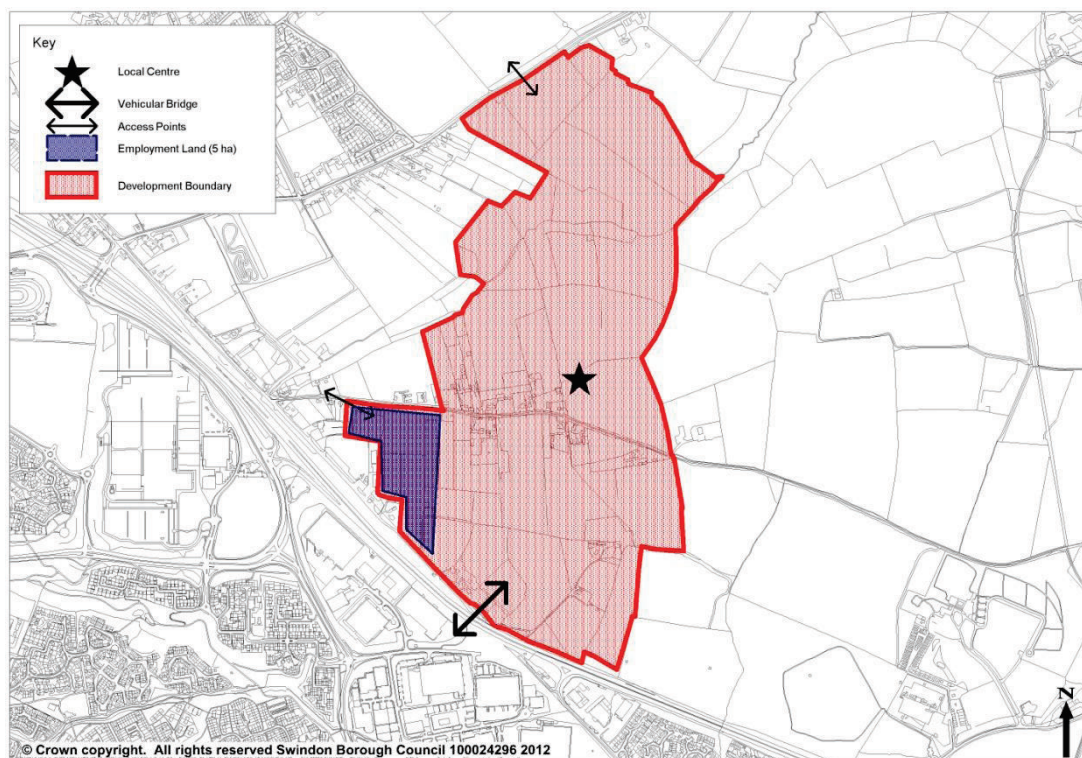 Key
Local Centre
Vehicular Bridge
Access Points
Employment Land (5 ha)
Development Boundary
N
© Crown copyright. All rights reserved Swindon Borough Council 100024296 2012